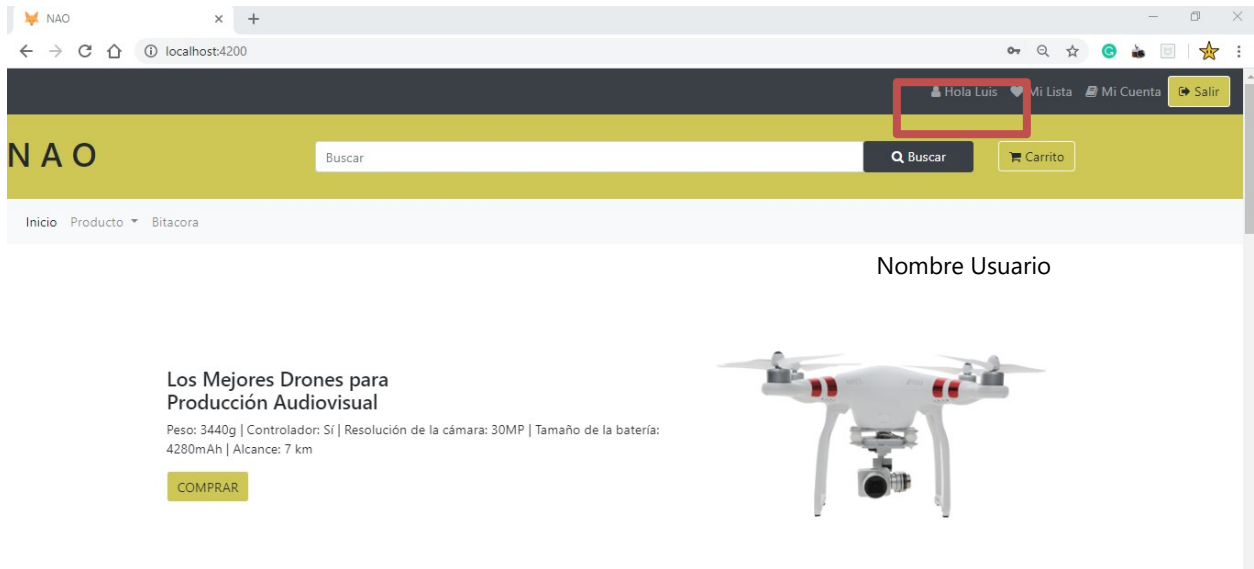 NAO
localhost:4200
Hola Luis Mi Lista Mi Cuenta Salir
N A O
Buscar
Buscar
Carrito
Inicio Producto Bitacora
Nombre Usuario
Los Mejores Drones para
Producción Audiovisual
Peso: 3440g | Controlador: Sí | Resolución de la cámara: 30MP | Tamaño de la batería:
4280mAh | Alcance: 7 km
COMPRAR